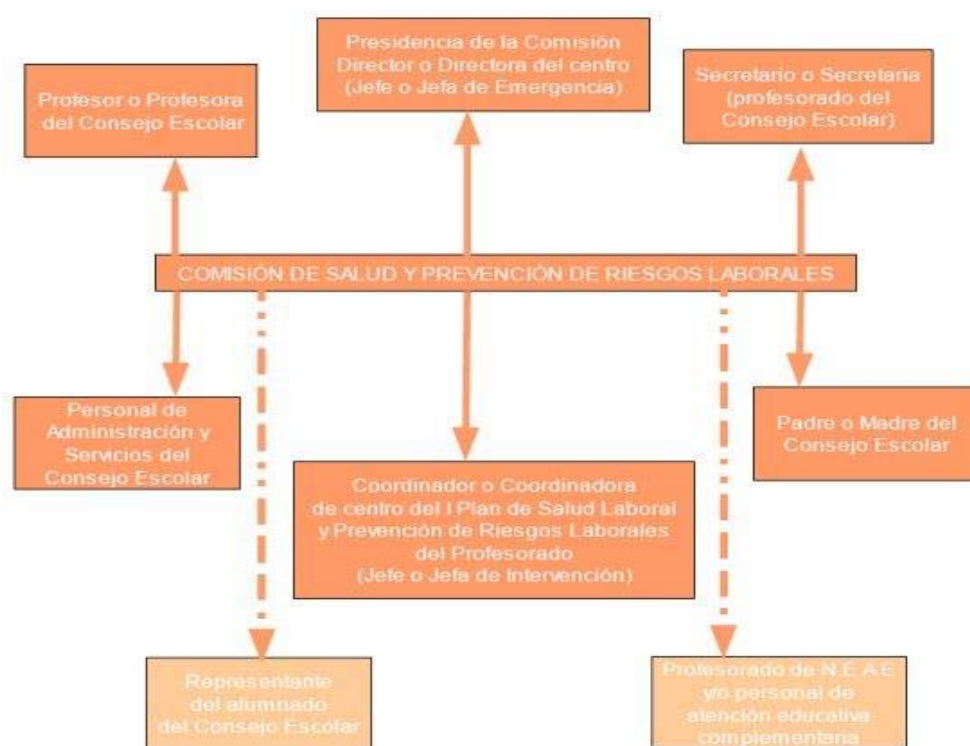 Presidencia de la Comisión
Director o Directora del centro
(Jefe o Jefa de Emergencia)
Profesor o Profesora
del Consejo Escolar
Secretario o Secretaria
(profesorado del
Consejo Escolar)
COMISIÓN DE SALUD Y PREVENCIÓN DE RIESGOS LABORALES
Personal de
Administración y
Servicios del
Consejo Escolar
Padre o Madre del
Consejo Escolar
Coordinador o Coordinadora
de centro del I Plan de Salud Laboral
y Prevención de Riesgos Laborales
del Profesorado
(Jefe o Jefa de Intervención)
Representante
del alumnado
del Consejo Escolar
Profesorado de N.E.A.E
y/o personal de
atención educativa
complementaria